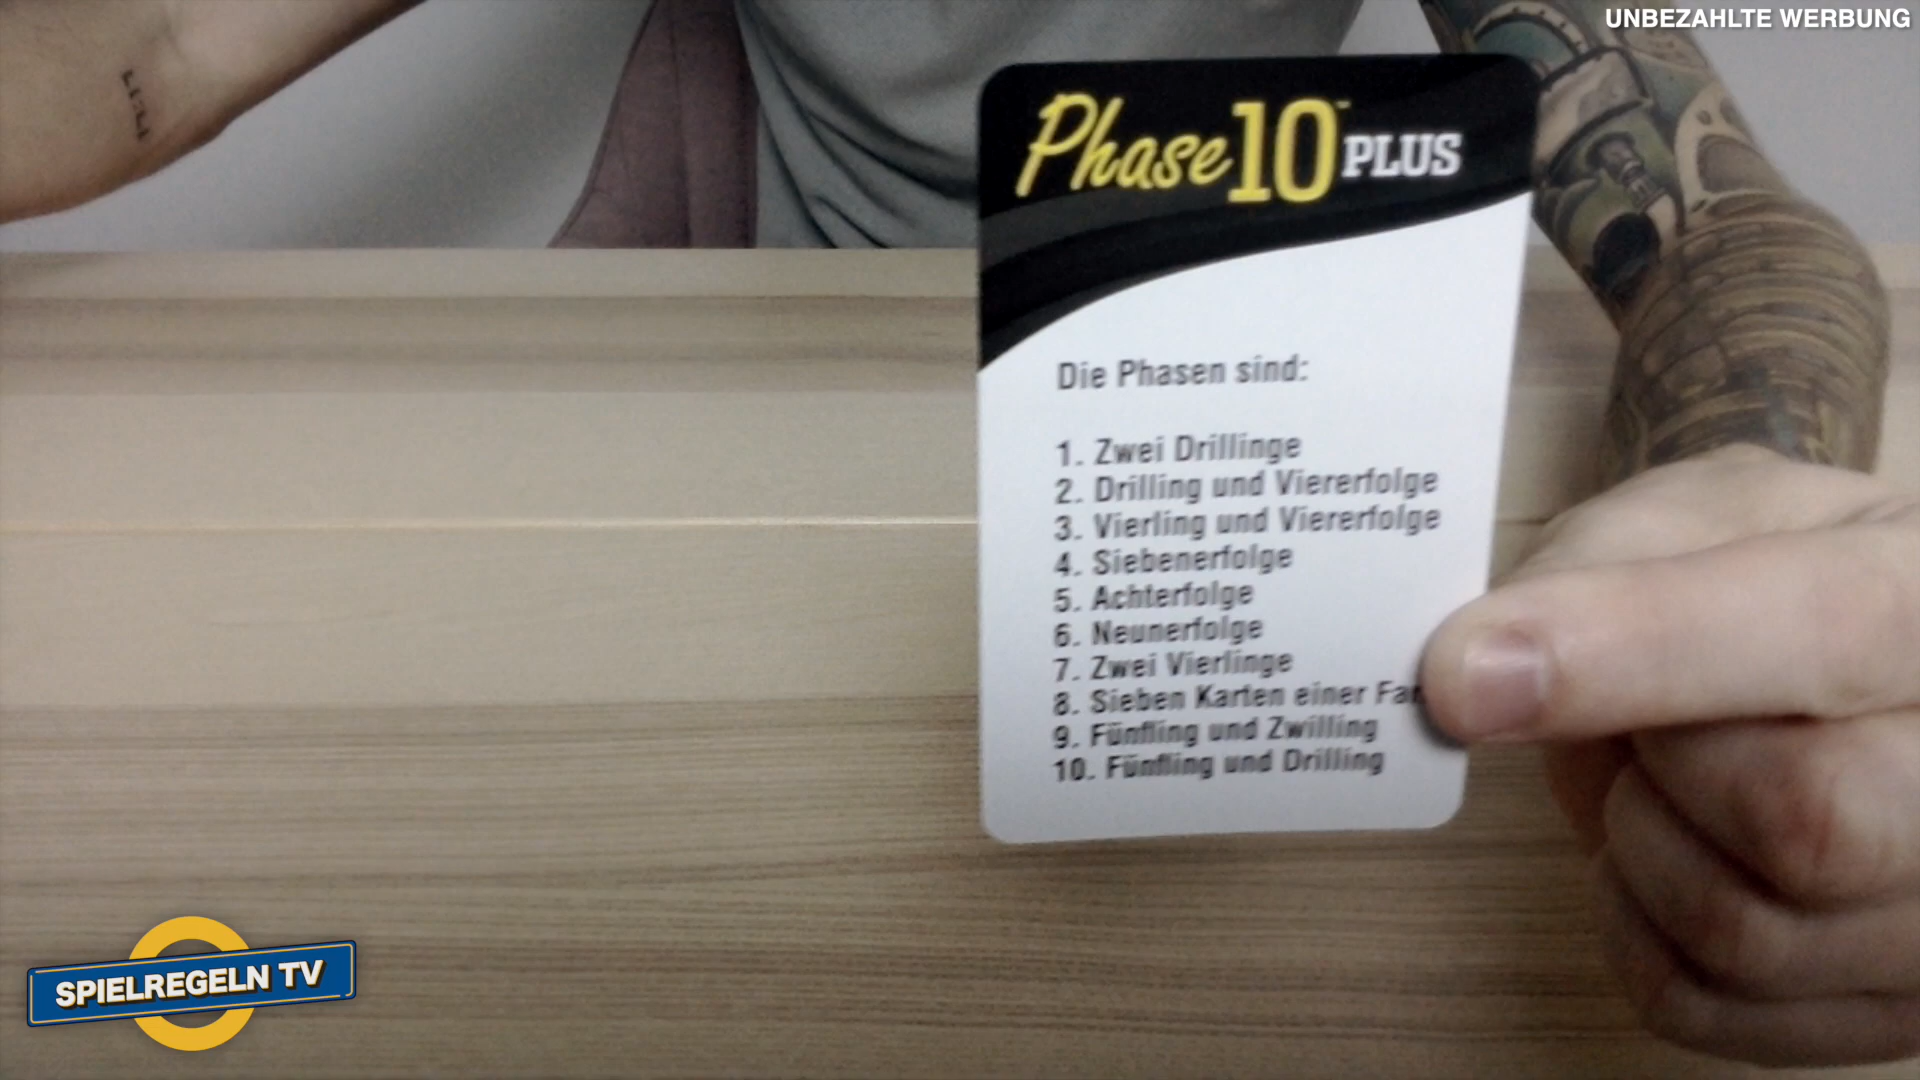 UNBEZAHLTE WERBUNG
Phase 10 PLUS
Die Phasen sind:
1. Zwei Drillinge
2. Drilling und Viererfolge
3. Vierling und Viererfolge
4. Siebenerfolge
5. Achterfolge
6. Neunerfolge
7. Zwei Vierlinge
8. Sieben Karten einer
9. Fünfling und Zwilling
10. Fünfling und Drilling
SPIELREGELN TV